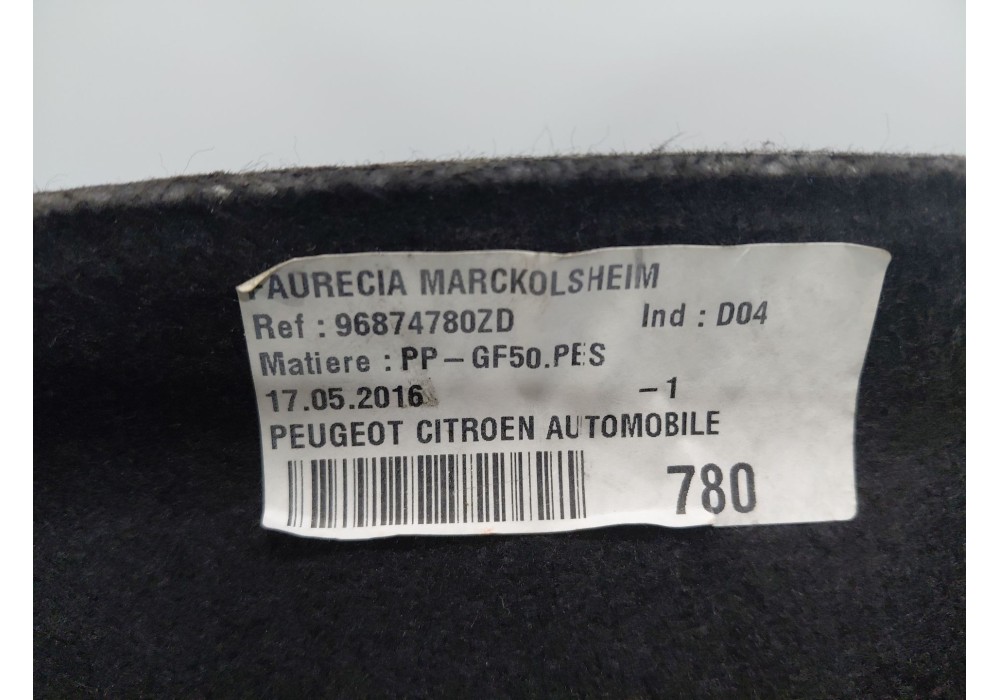 FAURECIA MARCKOLSHEIM
Ref : 96874780ZD Ind : D04
Matiere : PP-GF50.PES
17.05.2016 -1
PEUGEOT CITROEN AUTOMOBILE
780